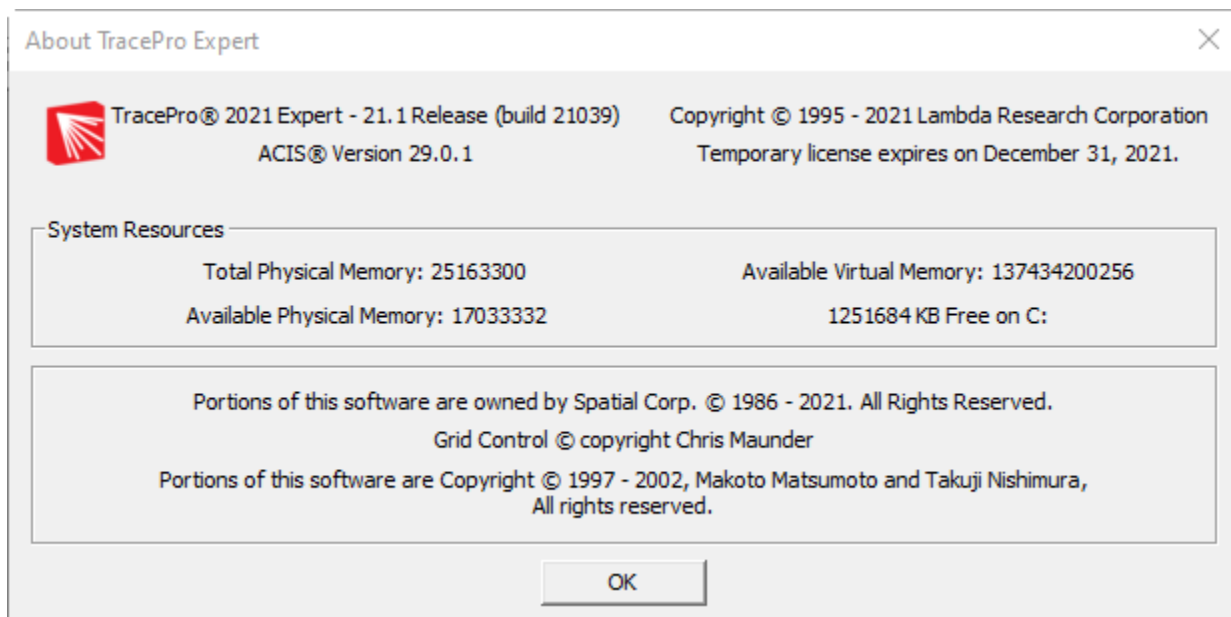 About TracePro Expert
TracePro® 2021 Expert - 21.1 Release (build 21039)
Copyright © 1995 - 2021 Lambda Research Corporation
ACIS® Version 29.0.1
Temporary license expires on December 31, 2021.
System Resources
Total Physical Memory: 25163300
Available Virtual Memory: 137434200256
Available Physical Memory: 17033332
1251684 KB Free on C:
Portions of this software are owned by Spatial Corp. © 1986 - 2021. All Rights Reserved.
Grid Control © copyright Chris Maunder
Portions of this software are Copyright © 1997 - 2002, Makoto Matsumoto and Takuji Nishimura,
All rights reserved.
OK